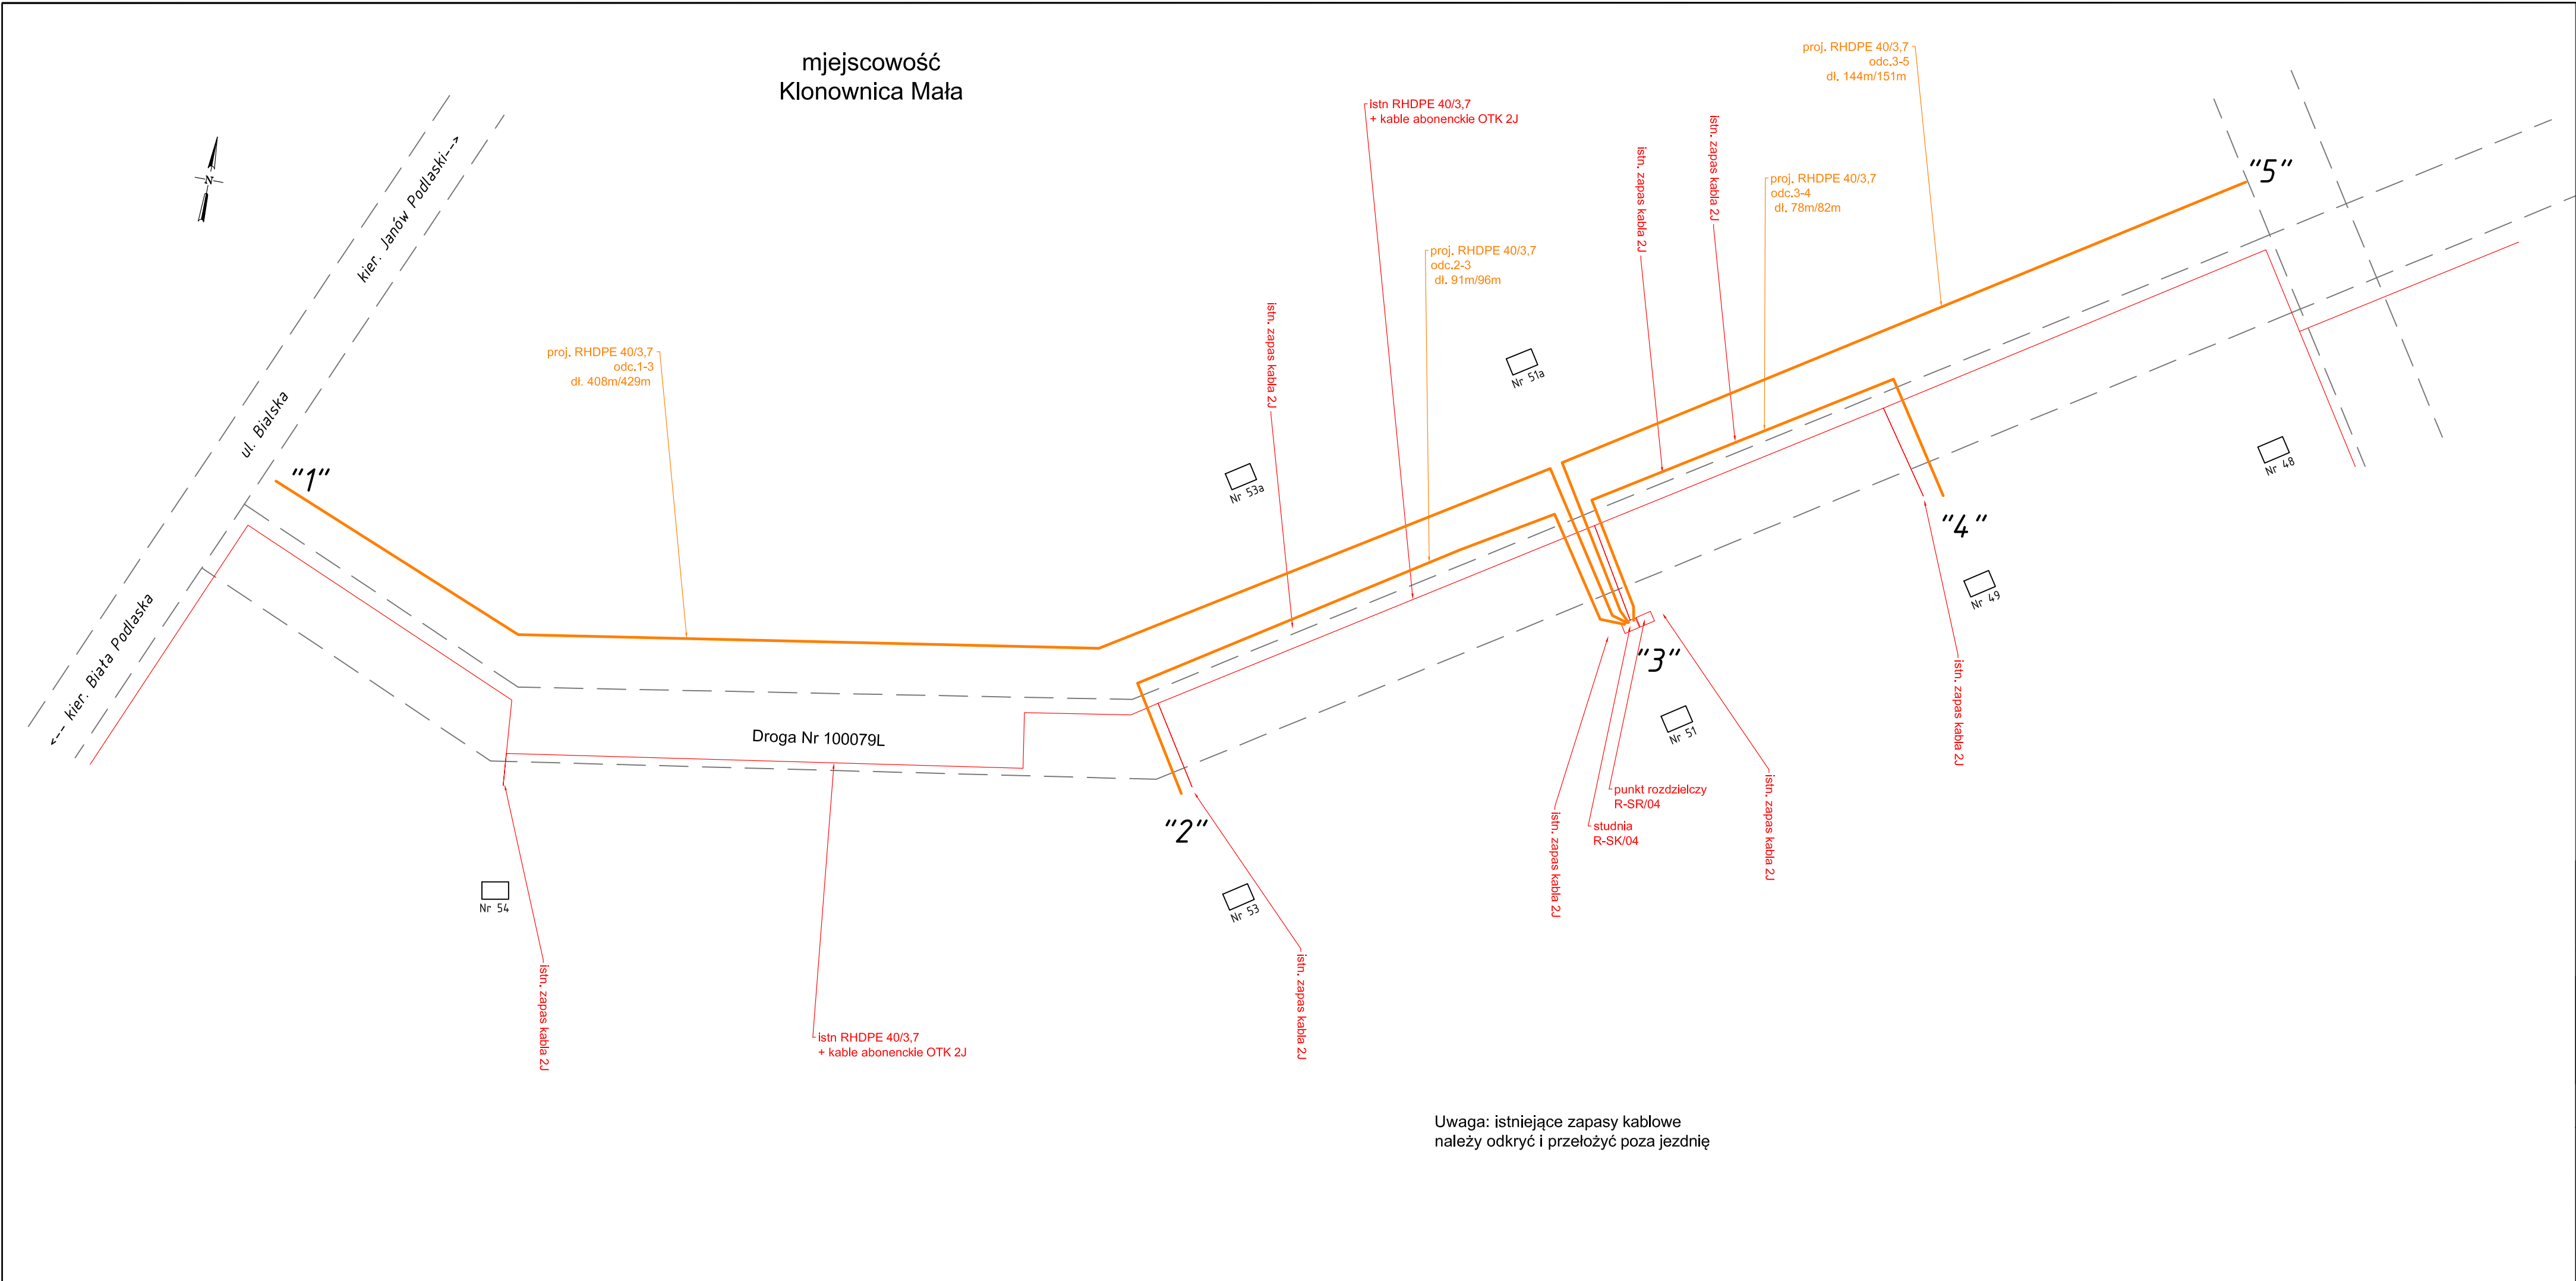 mjejscowość
Klonownica Mała
N
kier. Janów Podlaski--->
ul. Bialska
<--- kier. Biała Podlaska
"1"
proj. RHDPE 40/3,7
odc.1-3
dł. 408m/429m
istn RHDPE 40/3,7
+ kable abonenckie OTK 2J
proj. RHDPE 40/3,7
odc.2-3
dł. 91m/96m
istn. zapas kabla 2J
istn. zapas kabla 2J
istn. zapas kabla 2J
proj. RHDPE 40/3,7
odc.3-4
dł. 78m/82m
proj. RHDPE 40/3,7
odc.3-5
dł. 144m/151m
"5"
Nr 51a
Nr 53a
Nr 48
"4"
Nr 49
"3"
Nr 51
istn. zapas kabla 2J
istn. zapas kabla 2J
punkt rozdzielczy
R-SR/04
studnia
R-SK/04
istn. zapas kabla 2J
Droga Nr 100079L
"2"
Nr 54
Nr 53
istn. zapas kabla 2J
istn. zapas kabla 2J
istn RHDPE 40/3,7
+ kable abonenckie OTK 2J
Uwaga: istniejące zapasy kablowe
należy odkryć i przełożyć poza jezdnię